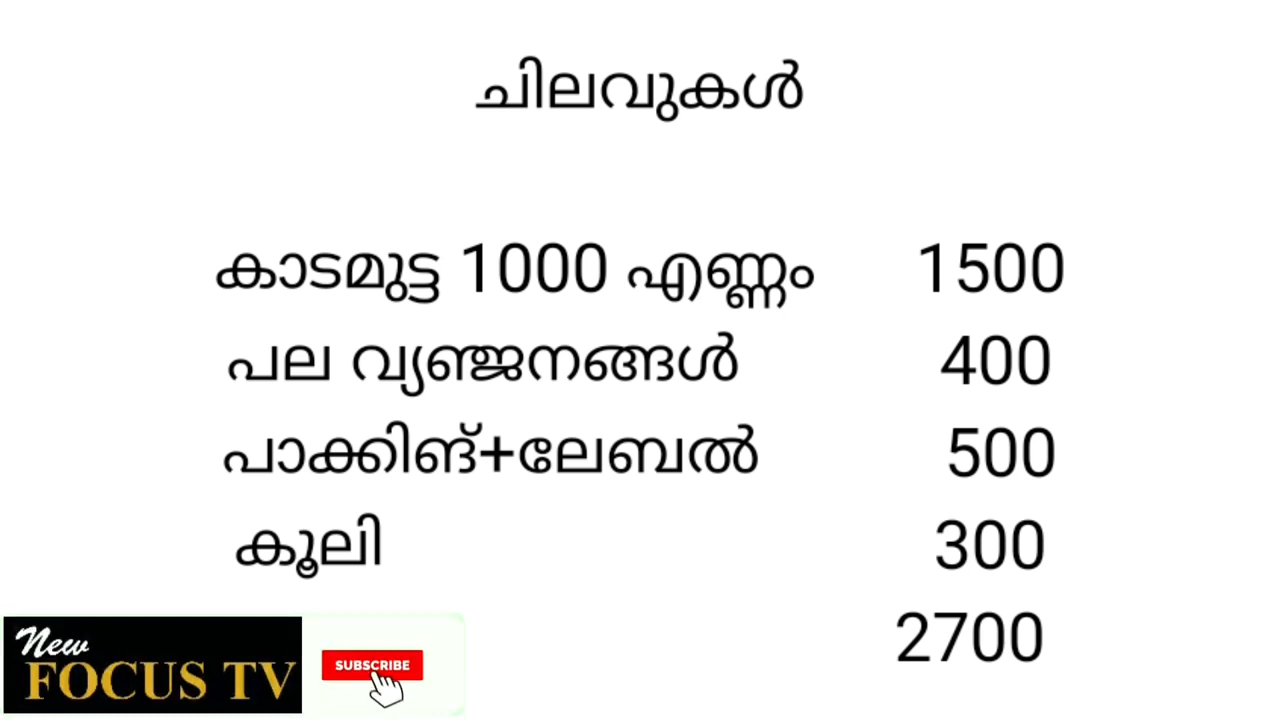 ചിലവുകൾ
കാടമുട്ട 1000 എണ്ണം 1500
പല വ്യഞ്ജനങ്ങൾ 400
പാക്കിങ്+ലേബൽ 500
കൂലി 300
2700
New
FOCUS TV
SUBSCRIBE